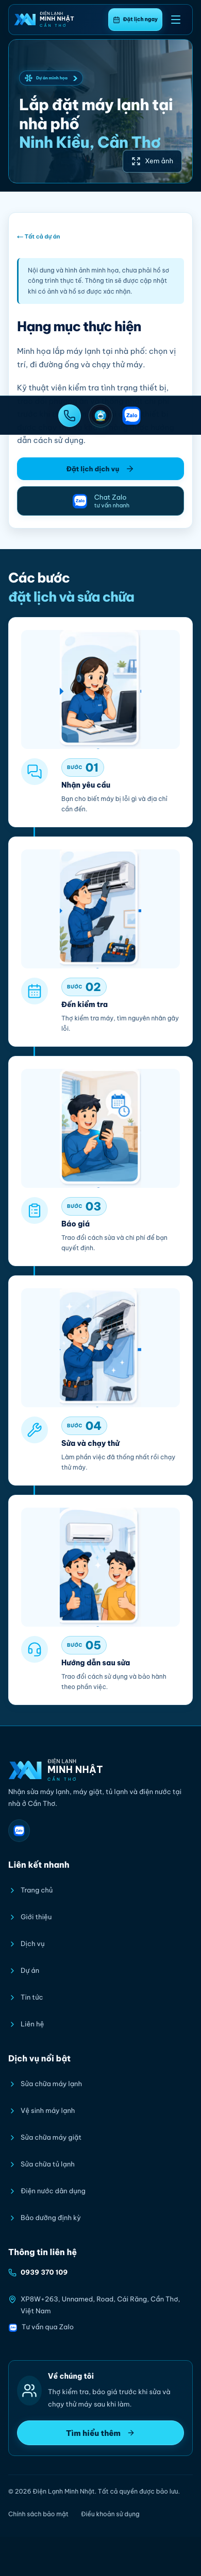 ĐIỆN LẠNH
MINH NHẬT
CẦN THƠ
Đặt lịch ngay
Dự án minh họa
Lắp đặt máy lạnh tại
nhà phố
Ninh Kiều, Cần Thơ
Xem ảnh
← Tất cả dự án
Nội dung và hình ảnh minh họa, chưa phải hồ sơ
công trình thực tế. Thông tin sẽ được cập nhật
khi có ảnh và hồ sơ được xác nhận.
Hạng mục thực hiện
Minh họa lắp máy lạnh tại nhà phố: chọn vị
trí, đi đường ống và chạy thử máy.
Kỹ thuật viên kiểm tra tình trạng thiết bị,
Zalo
dẫn cách sử dụng.
Đặt lịch dịch vụ →
Zalo
Chat Zalo
tư vấn nhanh
Các bước
đặt lịch và sửa chữa
BƯỚC 01
Nhận yêu cầu
Bạn cho biết máy bị lỗi gì và địa chỉ
cần đến.
BƯỚC 02
Đến kiểm tra
Thợ kiểm tra máy, tìm nguyên nhân gây
lỗi.
BƯỚC 03
Báo giá
Trao đổi cách sửa và chi phí để bạn
quyết định.
BƯỚC 04
Sửa và chạy thử
Làm phần việc đã thống nhất rồi chạy
thử máy.
BƯỚC 05
Hướng dẫn sau sửa
Trao đổi cách sử dụng và bảo hành
theo phần việc.
ĐIỆN LẠNH
MINH NHẬT
CẦN THƠ
Nhận sửa máy lạnh, máy giặt, tủ lạnh và điện nước tại
nhà ở Cần Thơ.
Zalo
Liên kết nhanh
Trang chủ
Giới thiệu
Dịch vụ
Dự án
Tin tức
Liên hệ
Dịch vụ nổi bật
Sửa chữa máy lạnh
Vệ sinh máy lạnh
Sửa chữa máy giặt
Sửa chữa tủ lạnh
Điện nước dân dụng
Bảo dưỡng định kỳ
Thông tin liên hệ
0939 370 109
XP8W+263, Unnamed, Road, Cái Răng, Cần Thơ,
Việt Nam
Tư vấn qua Zalo
Về chúng tôi
Thợ kiểm tra, báo giá trước khi sửa và
chạy thử máy sau khi làm.
Tìm hiểu thêm →
© 2026 Điện Lạnh Minh Nhật. Tất cả quyền được bảo lưu.
Chính sách bảo mật Điều khoản sử dụng